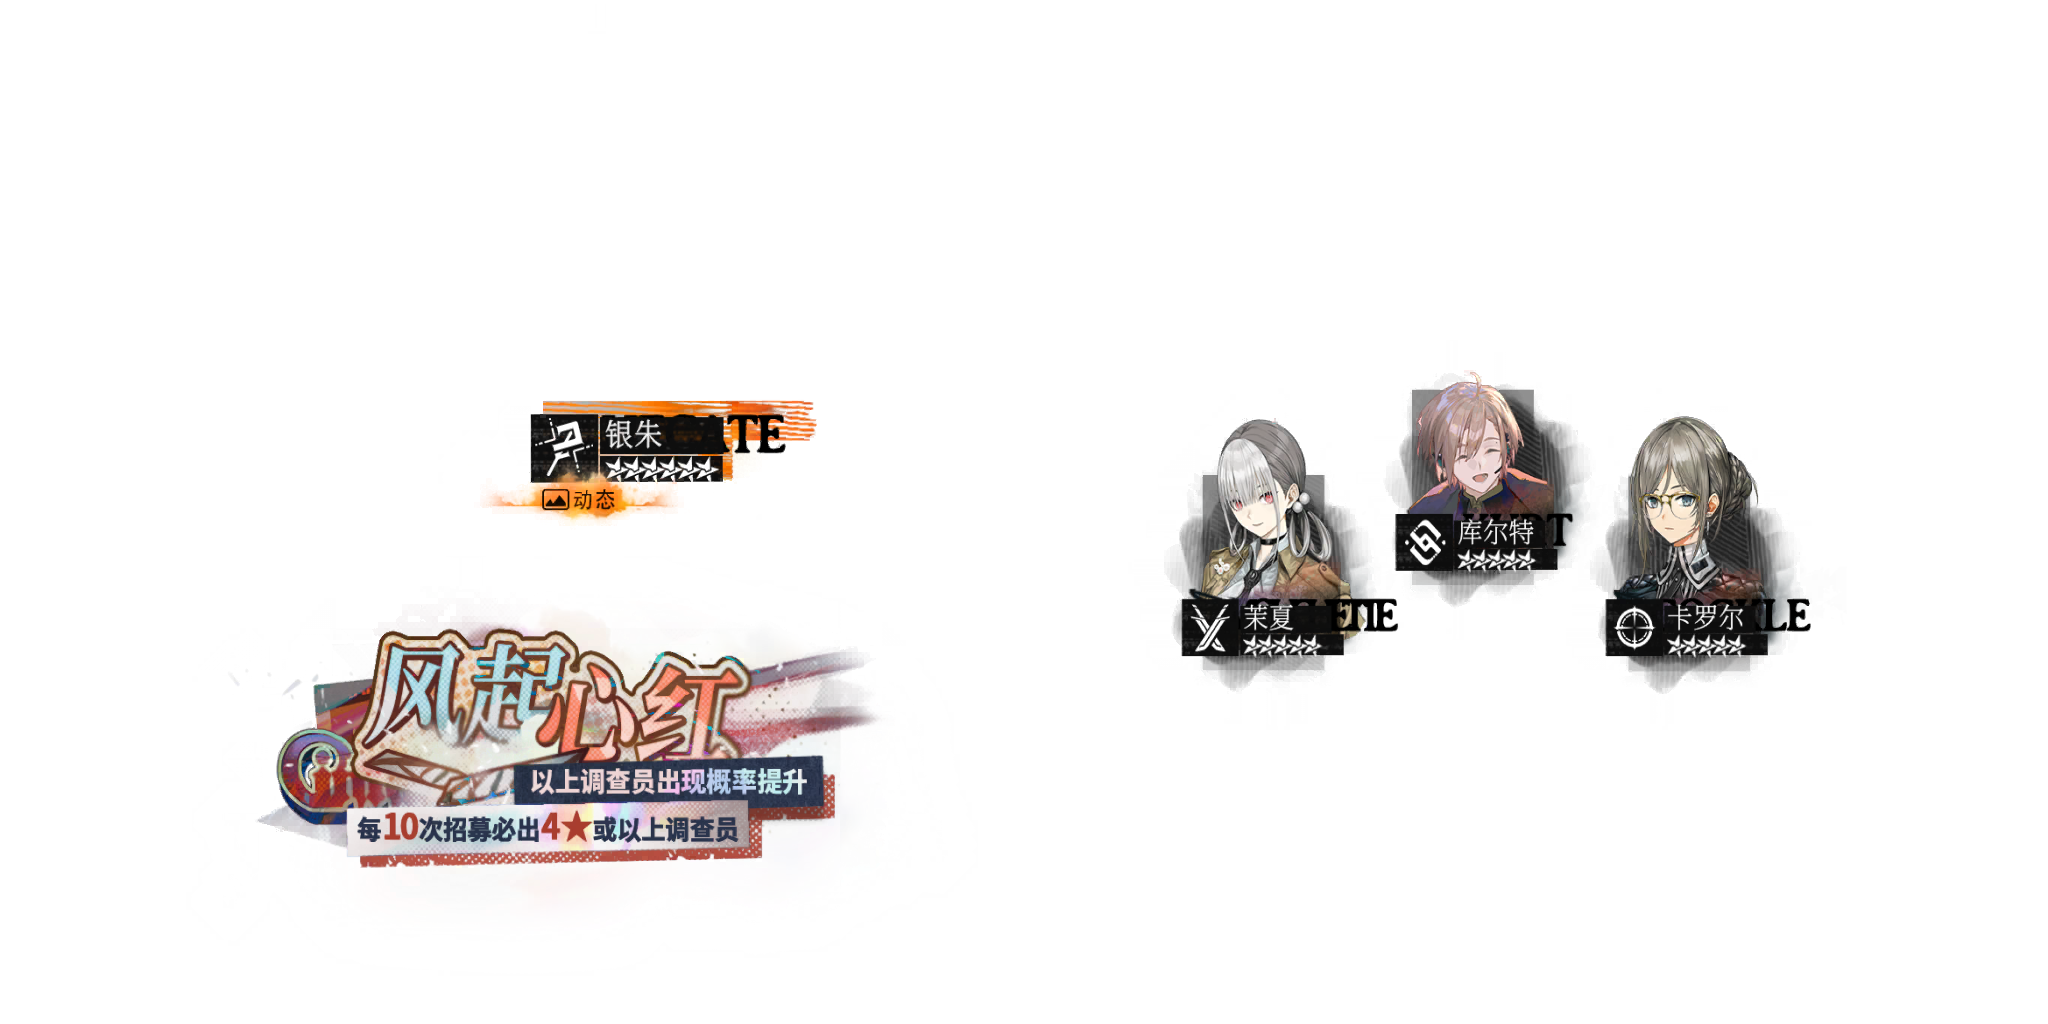 银朱
动态
风起心红
以上调查员出现概率提升
每10次招募必出4★或以上调查员
茉夏
库尔特
卡罗尔